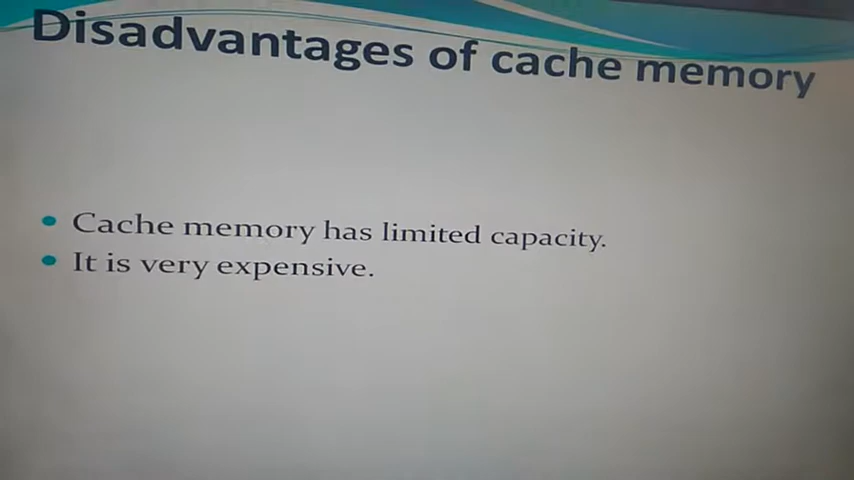 Disadvantages of cache memory
Cache memory has limited capacity.
It is very expensive.